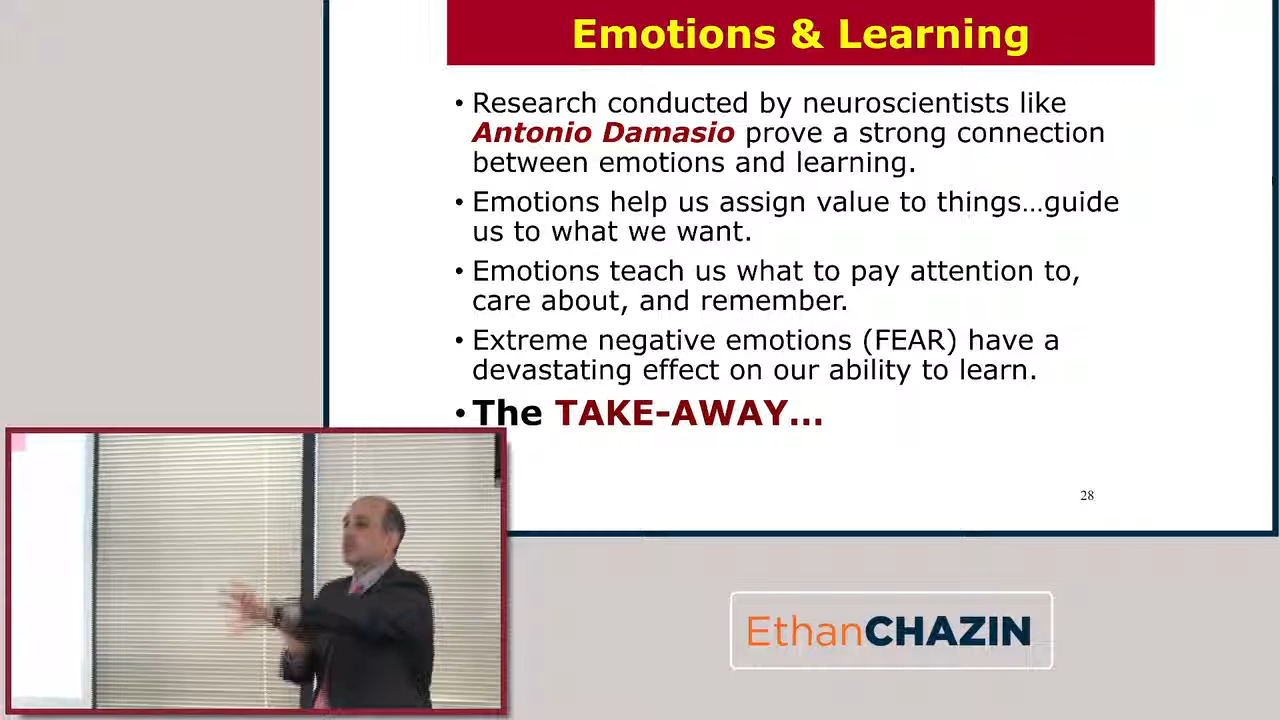 Emotions & Learning
• Research conducted by neuroscientists like
Antonio Damasio prove a strong connection
between emotions and learning.
• Emotions help us assign value to things…guide
us to what we want.
• Emotions teach us what to pay attention to,
care about, and remember.
• Extreme negative emotions (FEAR) have a
devastating effect on our ability to learn.
• The TAKE-AWAY…
28
EthanCHAZIN